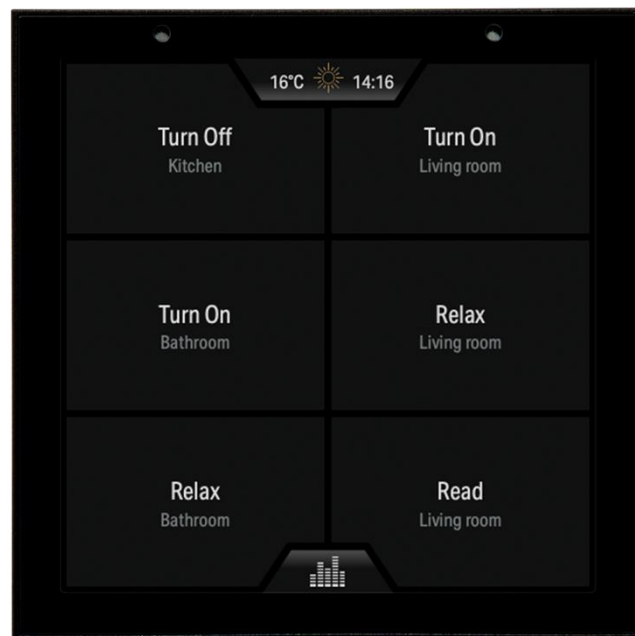 16°C 14:16
Turn Off
Kitchen
Turn On
Living room
Turn On
Bathroom
Relax
Living room
Relax
Bathroom
Read
Living room